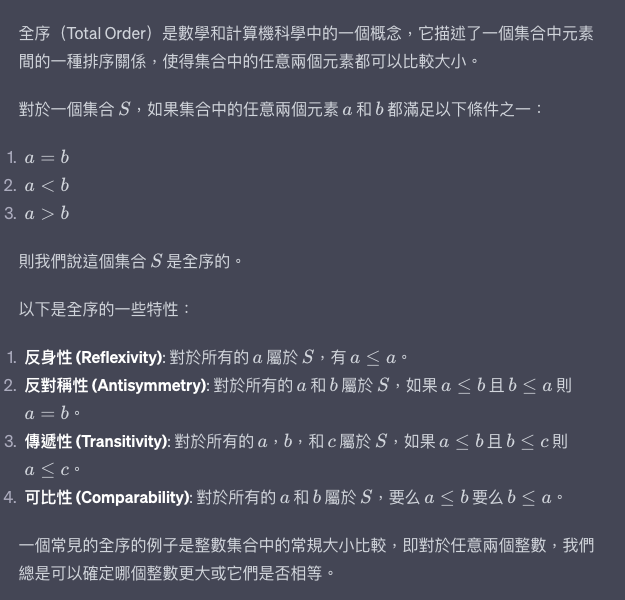 全序（Total Order）是數學和計算機科學中的一個概念，它描述了一個集合中元素
間的一種排序關係，使得集合中的任意兩個元素都可以比較大小。
對於一個集合 S，如果集合中的任意兩個元素 a 和 b 都滿足以下條件之一：
1. a = b
2. a < b
3. a > b
則我們說這個集合 S 是全序的。
以下是全序的一些特性：
1. 反身性 (Reflexivity): 對於所有的 a 屬於 S，有 a ≤ a。
2. 反對稱性 (Antisymmetry): 對於所有的 a 和 b 屬於 S，如果 a ≤ b 且 b ≤ a 則
a = b。
3. 傳遞性 (Transitivity): 對於所有的 a，b，和 c 屬於 S，如果 a ≤ b 且 b ≤ c 則
a ≤ c。
4. 可比性 (Comparability): 對於所有的 a 和 b 屬於 S，要么 a ≤ b 要么 b ≤ a。
一個常見的全序的例子是整數集合中的常規大小比較，即對於任意兩個整數，我們
總是可以確定哪個整數更大或它們是否相等。